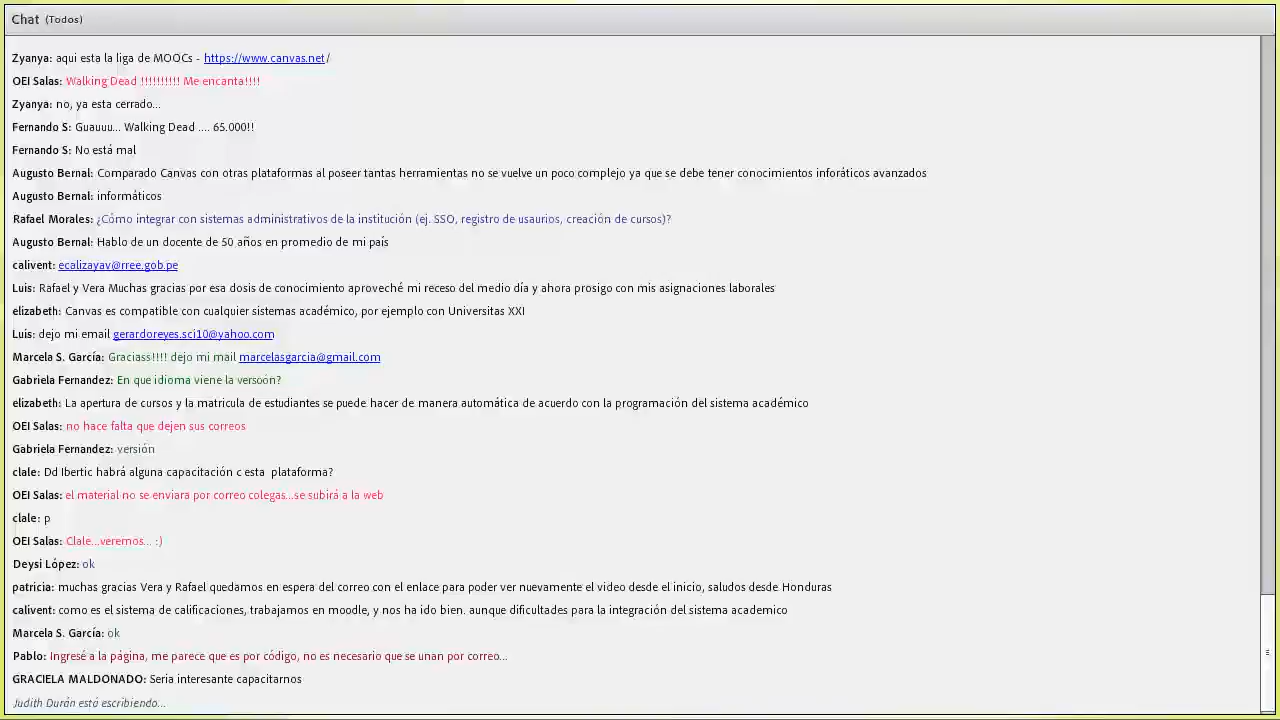 Chat (Todos)
Zyanya: aqui esta la liga de MOOCs - https://www.canvas.net/
OEI Salas: Walking Dead !!!!!!!!!! Me encanta!!!!
Zyanya: no, ya esta cerrado...
Fernando S: Guauuu... Walking Dead .... 65.000!!
Fernando S: No está mal
Augusto Bernal: Comparado Canvas con otras plataformas al poseer tantas herramientas no se vuelve un poco complejo ya que se debe tener conocimientos inforáticos avanzados
Augusto Bernal: informáticos
Rafael Morales: ¿Cómo integrar con sistemas administrativos de la institución (ej. SSO, registro de usaurios, creación de cursos)?
Augusto Bernal: Hablo de un docente de 50 años en promedio de mi país
calivent: ecalizayav@rree.gob.pe
Luis: Rafael y Vera Muchas gracias por esa dosis de conocimiento aproveché mi receso del medio día y ahora prosigo con mis asignaciones laborales
elizabeth: Canvas es compatible con cualquier sistemas académico, por ejemplo con Universitas XXI
Luis: dejo mi email gerardoreyes.sci10@yahoo.com
Marcela S. García: Graciass!!!! dejo mi mail marcelasgarcia@gmail.com
Gabriela Fernandez: En que idioma viene la versoón?
elizabeth: La apertura de cursos y la matricula de estudiantes se puede hacer de manera automática de acuerdo con la programación del sistema académico
OEI Salas: no hace falta que dejen sus correos
Gabriela Fernandez: versión
clale: Dd Ibertic habrá alguna capacitación c esta plataforma?
OEI Salas: el material no se enviara por correo colegas...se subirá a la web
clale: p
OEI Salas: Clale...veremos... :)
Deysi López: ok
patricia: muchas gracias Vera y Rafael quedamos en espera del correo con el enlace para poder ver nuevamente el video desde el inicio, saludos desde Honduras
calivent: como es el sistema de calificaciones, trabajamos en moodle, y nos ha ido bien. aunque dificultades para la integración del sistema academico
Marcela S. García: ok
Pablo: Ingresé a la página, me parece que es por código, no es necesario que se unan por correo...
GRACIELA MALDONADO: Seria interesante capacitarnos
Judith Durán está escribiendo...